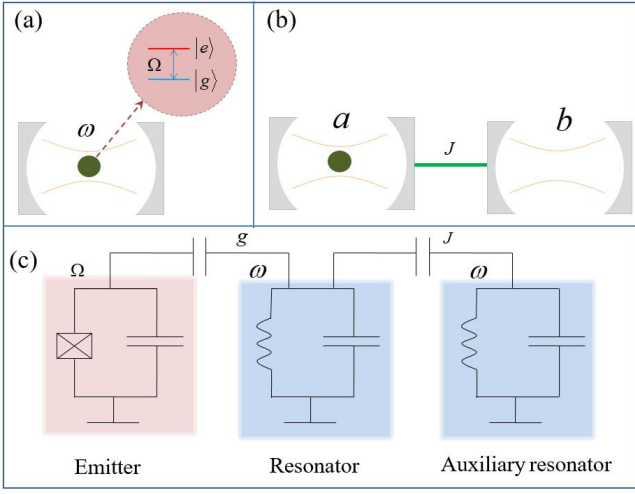 (a)
|e⟩
Ω
|g⟩
ω
(b)
a
b
J
(c)
Ω
g
ω
J
ω
Emitter
Resonator
Auxiliary resonator